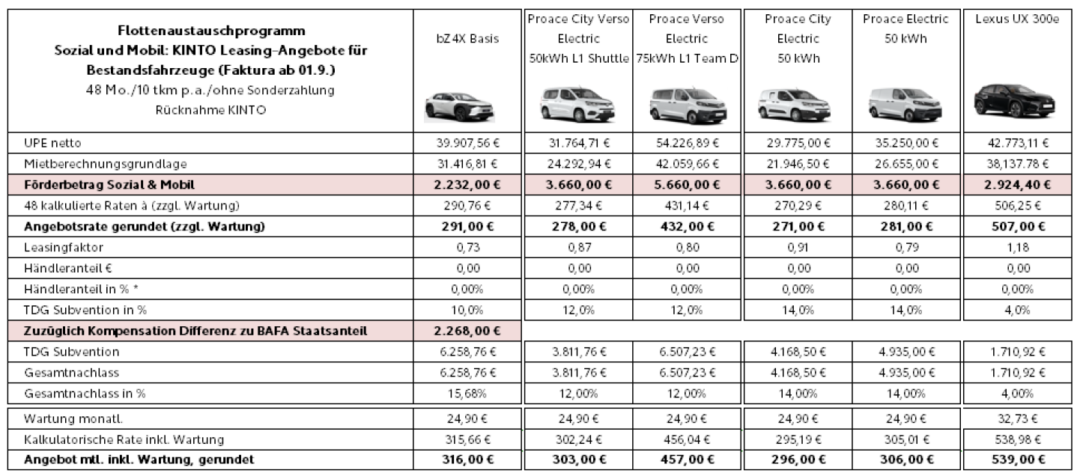 Flottenaustauschprogramm
Sozial und Mobil: KINTO Leasing-Angebote für
Bestandsfahrzeuge (Faktura ab 01.9.)
48 Mo./10 tkm p.a./ohne Sonderzahlung
Rücknahme KINTO
bZ4X Basis
Proace City Verso
Electric
50kWh L1 Shuttle
Proace Verso
Electric
75kWh L1 Team D
Proace City
Electric
50 kWh
Proace Electric
50 kWh
Lexus UX 300e
UPE netto 39.907,56 € 31.764,71 € 54.226,89 € 29.775,00 € 35.250,00 € 42.773,11 €
Mietberechnungsgrundlage 31.416,81 € 24.292,94 € 42.059,66 € 21.946,50 € 26.655,00 € 38,137.78 €
Förderbetrag Sozial & Mobil 2.232,00 € 3.660,00 € 5.660,00 € 3.660,00 € 3.660,00 € 2.924,40 €
48 kalkulierte Raten à (zzgl. Wartung) 290,76 € 277,34 € 431,14 € 270,29 € 280,11 € 506,25 €
Angebotsrate gerundet (zzgl. Wartung) 291,00 € 278,00 € 432,00 € 271,00 € 281,00 € 507,00 €
Leasingfaktor 0,73 0,87 0,80 0,91 0,79 1,18
Händleranteil € 0,00 0,00 0,00 0,00 0,00 0,00
Händleranteil in % * 0,00% 0,00% 0,00% 0,00% 0,00% 0,00%
TDG Subvention in % 10,0% 12,0% 12,0% 14,0% 14,0% 4,0%
Zuzüglich Kompensation Differenz zu BAFA Staatsanteil 2.268,00 €
TDG Subvention 6.258,76 € 3.811,76 € 6.507,23 € 4.168,50 € 4.935,00 € 1.710,92 €
Gesamtnachlass 6.258,76 € 3.811,76 € 6.507,23 € 4.168,50 € 4.935,00 € 1.710,92 €
Gesamtnachlass in % 15,68% 12,00% 12,00% 14,00% 14,00% 4,00%
Wartung monatl. 24,90 € 24,90 € 24,90 € 24,90 € 24,90 € 32,73 €
Kalkulatorische Rate inkl. Wartung 315,66 € 302,24 € 456,04 € 295,19 € 305,01 € 538,98 €
Angebot mtl. inkl. Wartung, gerundet 316,00 € 303,00 € 457,00 € 296,00 € 306,00 € 539,00 €